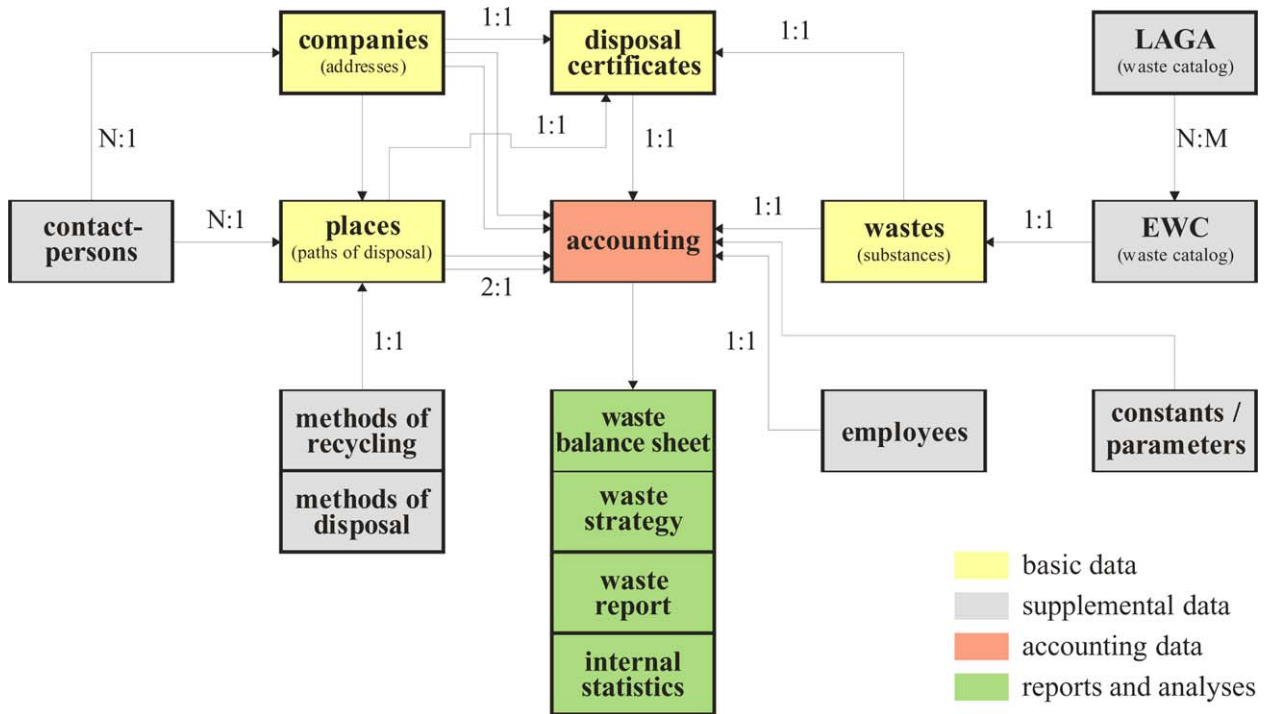 companies
(addresses)
1:1
disposal
certificates
1:1
LAGA
(waste catalog)
N:1
1:1
1:1
N:M
contact-
persons
N:1
places
(paths of disposal)
2:1
accounting
1:1
wastes
(substances)
1:1
EWC
(waste catalog)
1:1
1:1
methods of
recycling
methods of
disposal
waste
balance sheet
waste
strategy
waste
report
internal
statistics
employees
constants /
parameters
basic data
supplemental data
accounting data
reports and analyses